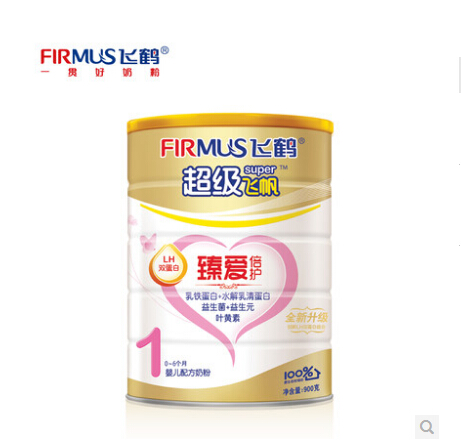 FIRMUS飞鹤®
一贯好奶粉
FIRMUS飞鹤
超级飞帆™
super
LH
双重蛋白
臻爱倍护
乳铁蛋白+水解乳清蛋白
益生菌+益生元
叶黄素
全新升级
1
0-6个月
婴儿配方奶粉
100%
净含量:900克